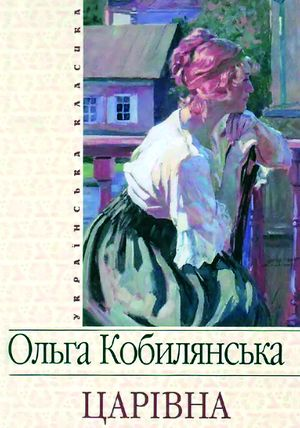 УКРАЇНСЬКА КЛАСИКА
Ольга Кобилянська
ЦАРІВНА